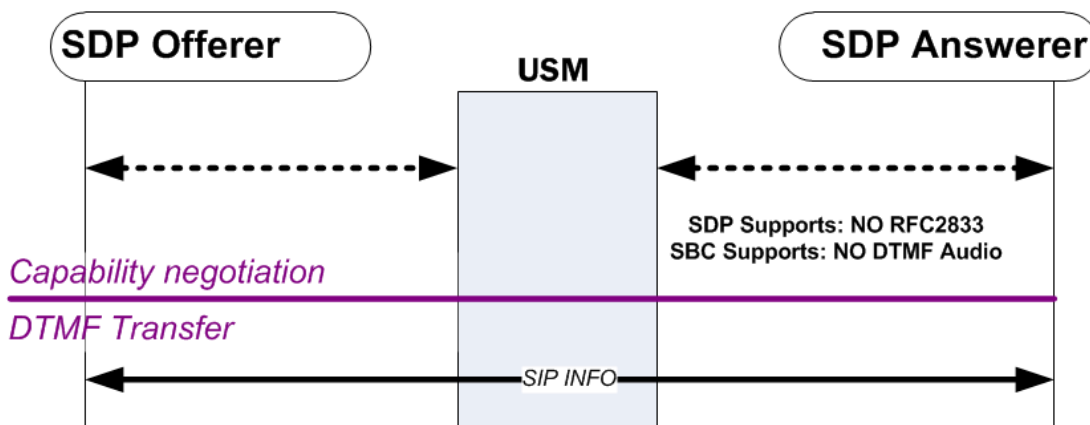 SDP Offerer
SDP Answerer
USM
SDP Supports: NO RFC2833
SBC Supports: NO DTMF Audio
Capability negotiation
DTMF Transfer
SIP INFO